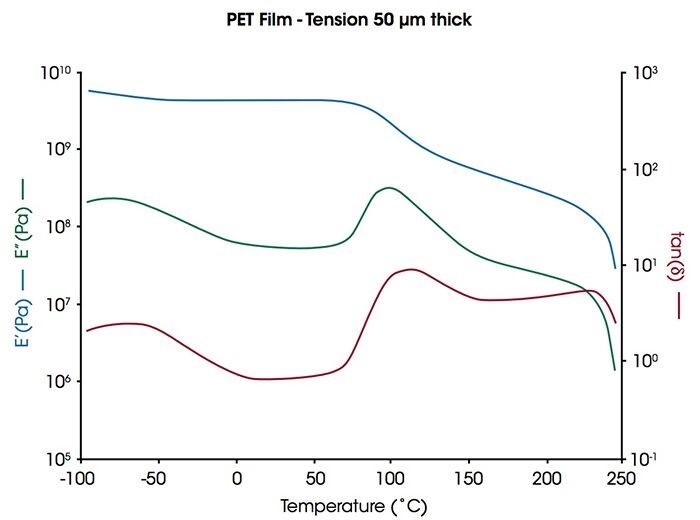 PET Film - Tension 50 µm thick
10¹⁰
10⁹
10⁸
10⁷
10⁶
10⁵
E'(Pa) — E"(Pa) —
10³
10²
10¹
10⁰
10⁻¹
tan(δ) —
-100 -50 0 50 100 150 200 250
Temperature (˚C)